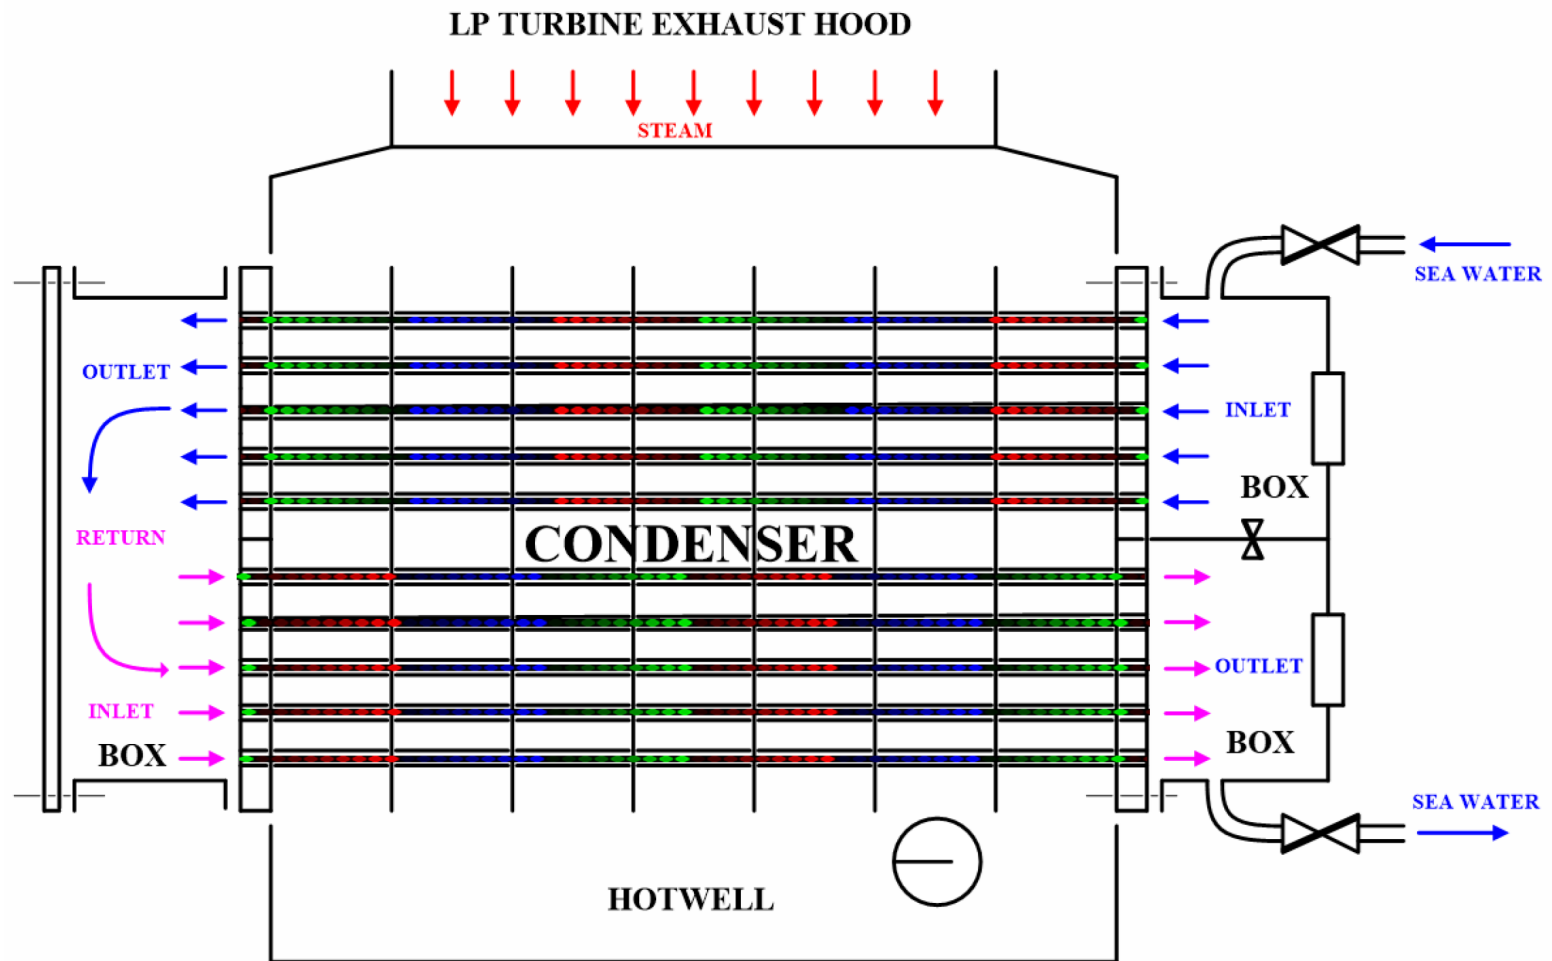 LP TURBINE EXHAUST HOOD
STEAM
SEA WATER
OUTLET
INLET
BOX
CONDENSER
RETURN
OUTLET
INLET
BOX
BOX
SEA WATER
HOTWELL